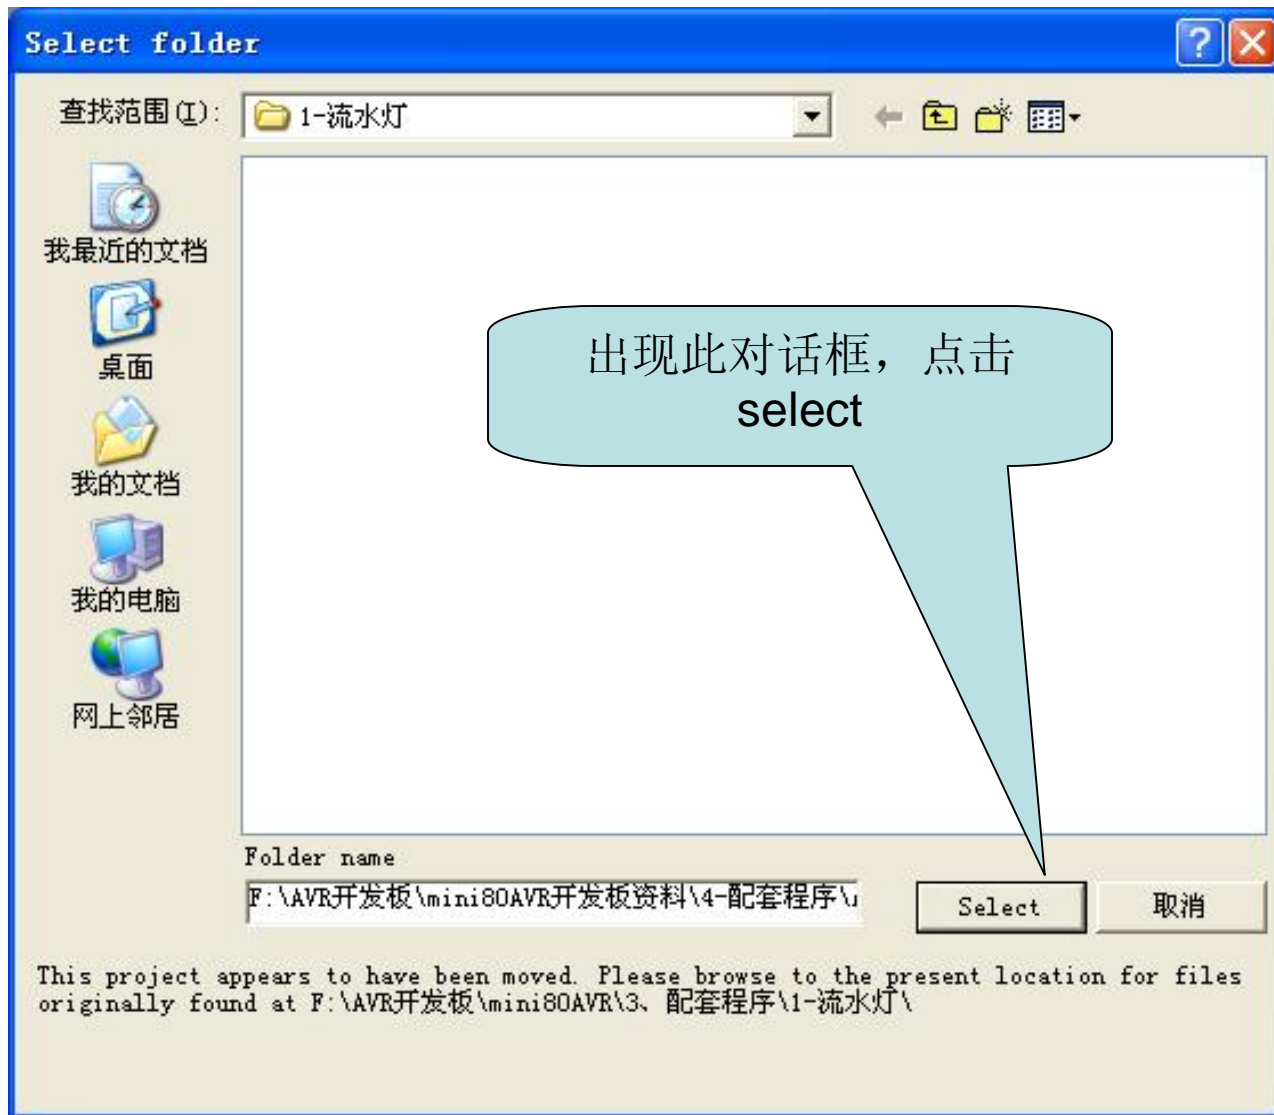 Select folder
查找范围(I):
1-流水灯
我最近的文档
桌面
我的文档
我的电脑
网上邻居
出现此对话框，点击
select
Folder name
F:\AVR开发板\mini80AVR开发板资料\4-配套程序\
Select
取消
This project appears to have been moved. Please browse to the present location for files
originally found at F:\AVR开发板\mini80AVR\3、配套程序\1-流水灯\